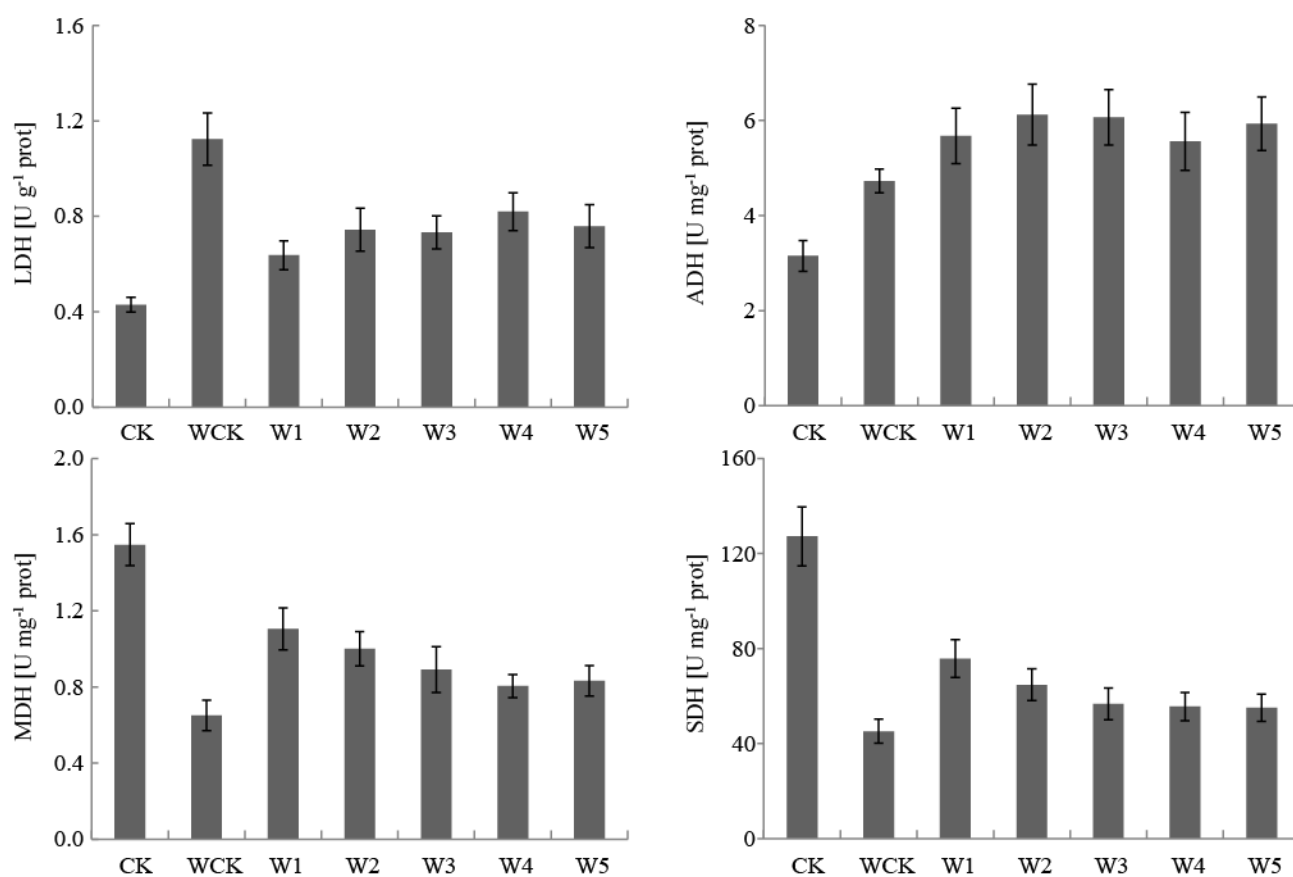 LDH [U g⁻¹ prot]
1.6
1.2
0.8
0.4
0.0
CK WCK W1 W2 W3 W4 W5
ADH [U mg⁻¹ prot]
8
6
4
2
0
CK WCK W1 W2 W3 W4 W5
MDH [U mg⁻¹ prot]
2.0
1.6
1.2
0.8
0.4
0.0
CK WCK W1 W2 W3 W4 W5
SDH [U mg⁻¹ prot]
160
120
80
40
0
CK WCK W1 W2 W3 W4 W5